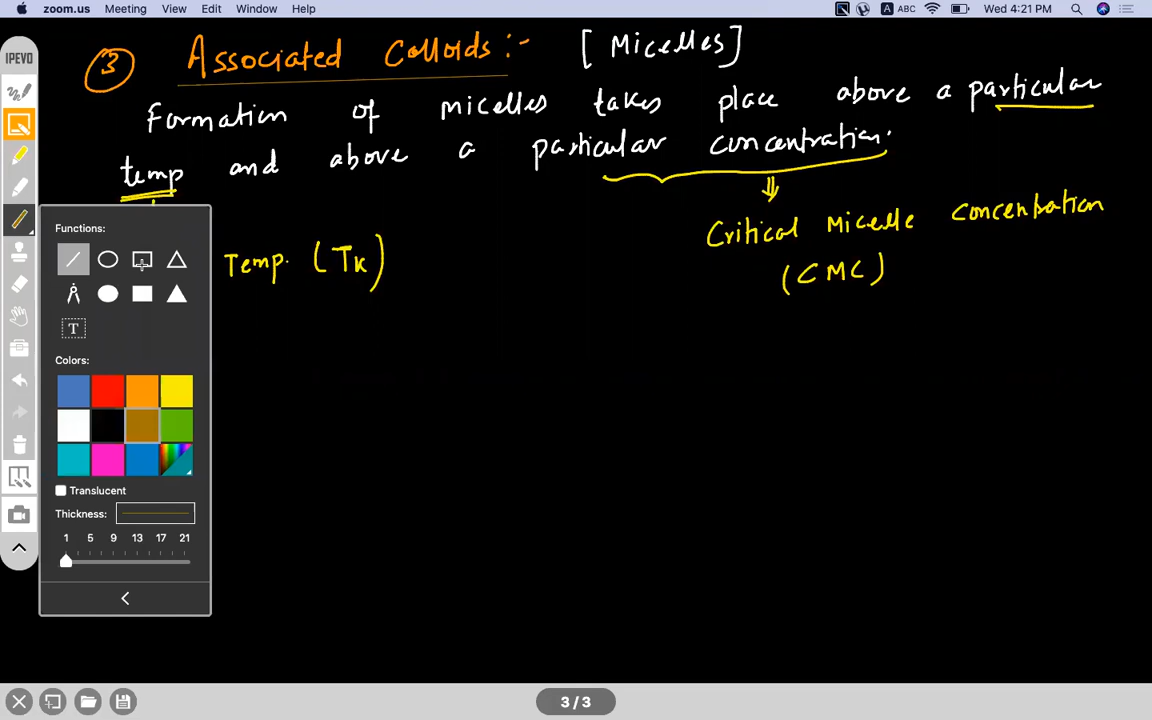 zoom.us Meeting View Edit Window Help
A ABC Wed 4:21 PM
IPEVO
③ Associated Colloids :- [Micelles]
Formation of micelles takes place above a particular
temp and above a particular concentration.
⇓
Critical Micelle concentration
(CMC)
Temp. (Tk)
Functions:
T
Colors:
Translucent
Thickness:
1 5 9 13 17 21
3 / 3